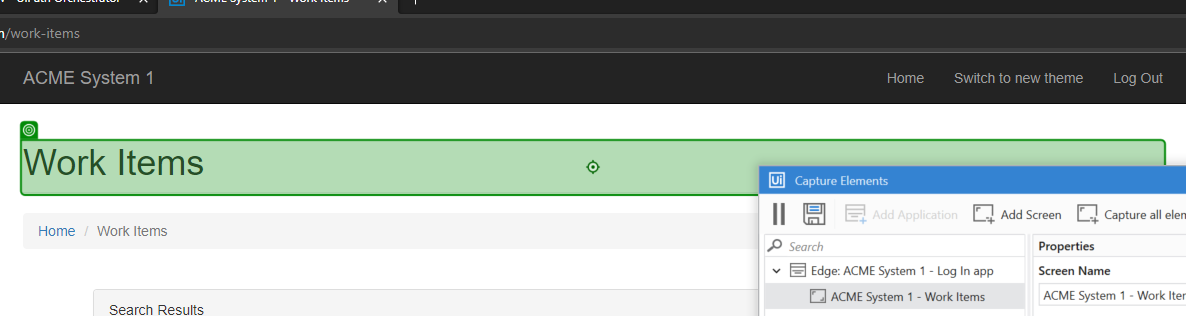 UiPath Orchestrator ACME System 1 - Work Items
/work-items
ACME System 1 Home Switch to new theme Log Out
Work Items
Ui Capture Elements
Add Application Add Screen Capture all elem
Home / Work Items
Search Properties
Edge: ACME System 1 - Log In app Screen Name
ACME System 1 - Work Items ACME System 1 - Work Iter
Search Results